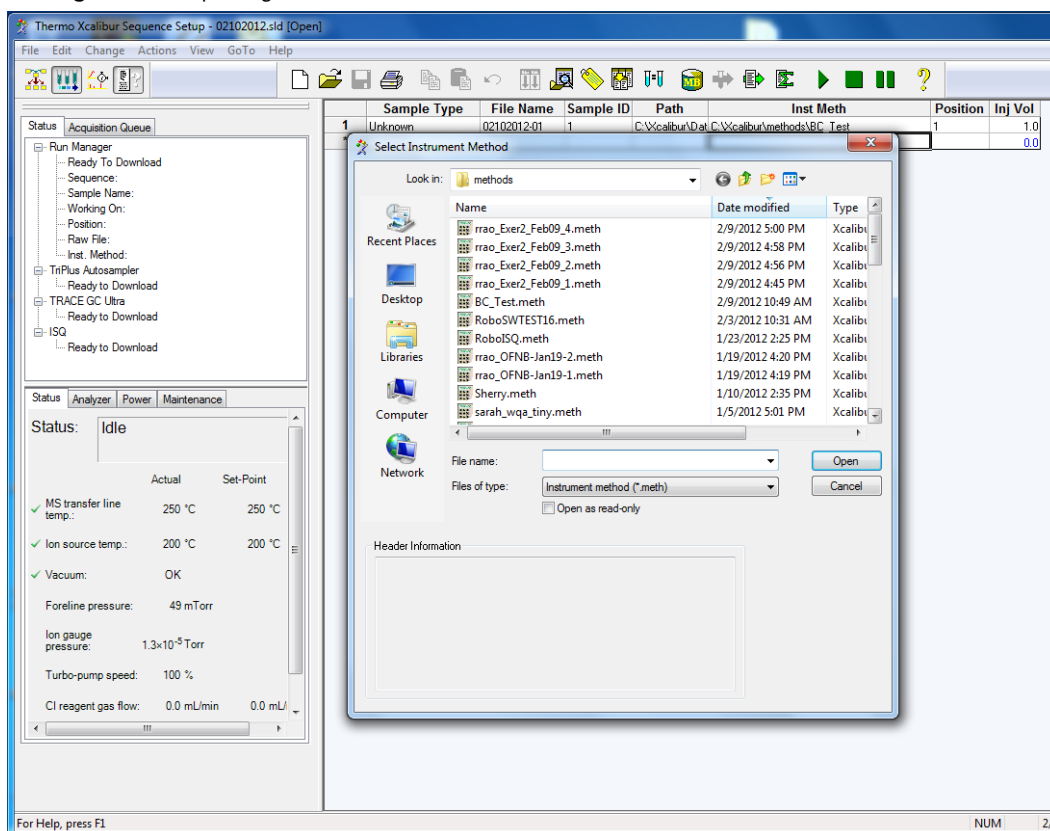 Thermo Xcalibur Sequence Setup - 02102012.sld [Open]
File Edit Change Actions View GoTo Help
Sample Type File Name Sample ID Path Inst Meth Position Inj Vol
1 Unknown 02102012-01 1 C:\Xcalibur\Dat C:\Xcalibur\methods\BC_Test 1 1.0
* 0.0
Status Acquisition Queue
Run Manager
Ready To Download
Sequence:
Sample Name:
Working On:
Position:
Raw File:
Inst. Method:
TriPlus Autosampler
Ready to Download
TRACE GC Ultra
Ready to Download
ISQ
Ready to Download
Status Analyzer Power Maintenance
Status: Idle
Actual Set-Point
MS transfer line temp.: 250 °C 250 °C
Ion source temp.: 200 °C 200 °C
Vacuum: OK
Foreline pressure: 49 mTorr
Ion gauge pressure: 1.3×10⁻⁵ Torr
Turbo-pump speed: 100 %
CI reagent gas flow: 0.0 mL/min 0.0 mL/
Select Instrument Method
Look in: methods
Recent Places
Desktop
Libraries
Computer
Network
Name Date modified Type
rrao_Exer2_Feb09_4.meth 2/9/2012 5:00 PM Xcalibu
rrao_Exer2_Feb09_3.meth 2/9/2012 4:58 PM Xcalibu
rrao_Exer2_Feb09_2.meth 2/9/2012 4:56 PM Xcalibu
rrao_Exer2_Feb09_1.meth 2/9/2012 4:45 PM Xcalibu
BC_Test.meth 2/9/2012 10:49 AM Xcalibu
RoboSWTEST16.meth 2/3/2012 10:31 AM Xcalibu
RoboISQ.meth 1/23/2012 2:25 PM Xcalibu
rrao_OFNB-Jan19-2.meth 1/19/2012 4:20 PM Xcalibu
rrao_OFNB-Jan19-1.meth 1/19/2012 4:19 PM Xcalibu
Sherry.meth 1/10/2012 2:35 PM Xcalibu
sarah_wqa_tiny.meth 1/5/2012 5:01 PM Xcalibu
File name: Open
Files of type: Instrument method (*.meth) Cancel
Open as read-only
Header Information
For Help, press F1 NUM 2/